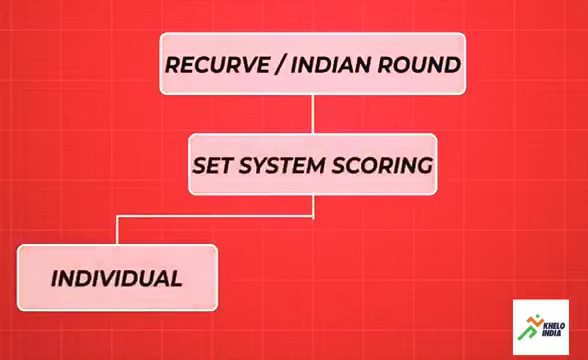 RECURVE / INDIAN ROUND
SET SYSTEM SCORING
INDIVIDUAL
KHELO
INDIA